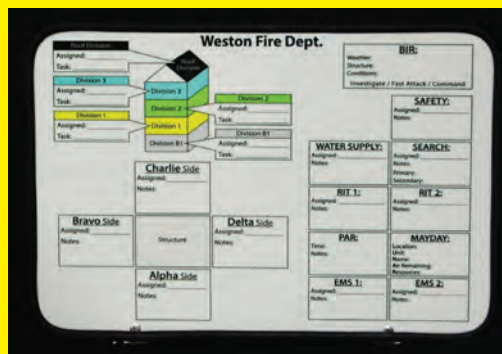 Weston Fire Dept.
Roof Division
Assigned:
Task:
Roof
Division
Division 3
Assigned:
Task:
Division 3
Division 2
Division 2
Assigned:
Task:
Division 1
Assigned:
Task:
Division 1
Division B1
Division B1
Assigned:
Task:
BIR:
Weather:
Structure:
Conditions:
Investigate / Fast Attack / Command
SAFETY:
Assigned:
Notes:
WATER SUPPLY:
Assigned:
Notes:
SEARCH:
Assigned:
Notes:
Primary:
Secondary:
RIT 1:
Assigned:
Notes:
RIT 2:
Assigned:
Notes:
PAR:
Time:
Notes:
MAYDAY:
Location:
Unit:
Name:
Air Remaining:
Resources:
EMS 1:
Assigned:
Notes:
EMS 2:
Assigned:
Notes:
Charlie Side
Assigned:
Notes:
Bravo Side
Assigned:
Notes:
Structure
Delta Side
Assigned:
Notes:
Alpha Side
Assigned:
Notes: